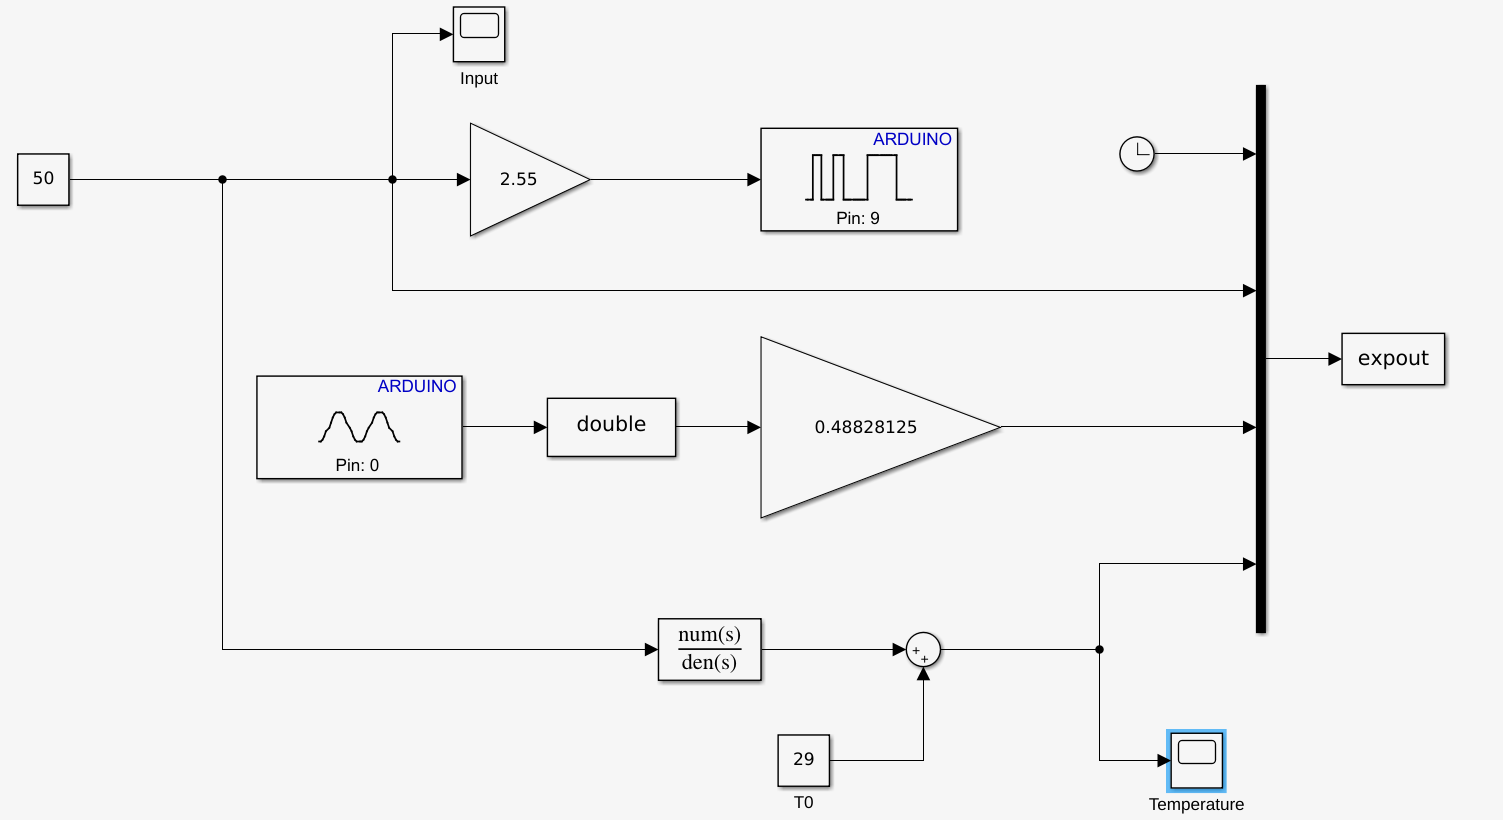 Input
50
2.55
ARDUINO
Pin: 9
ARDUINO
Pin: 0
double
0.48828125
expout
num(s)
den(s)
+
+
29
T0
Temperature